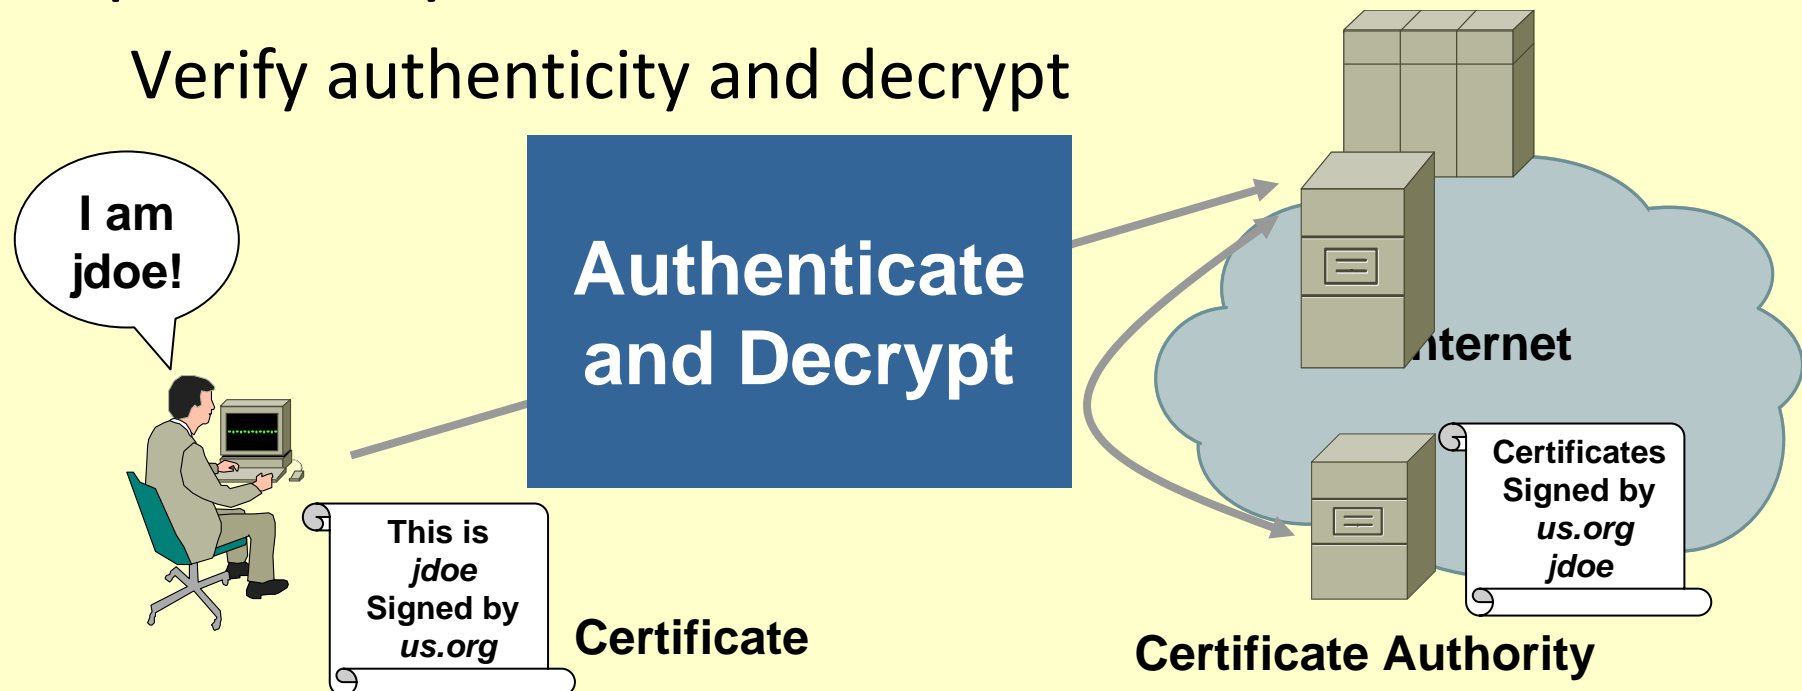 Verify authenticity and decrypt
I am
jdoe!
Authenticate
and Decrypt
nternet
Certificates
Signed by
us.org
jdoe
This is
jdoe
Signed by
us.org
Certificate
Certificate Authority